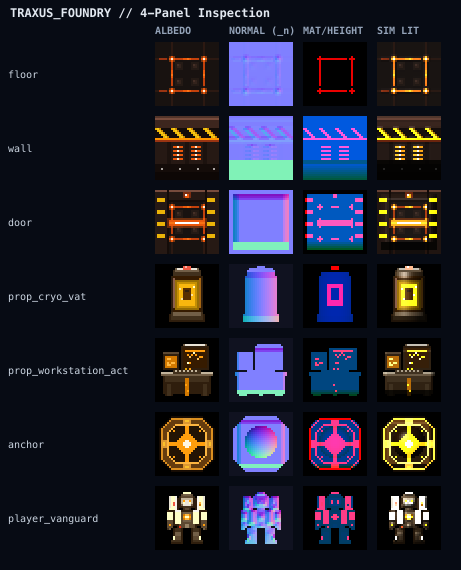 TRAXUS_FOUNDRY // 4-Panel Inspection
ALBEDO NORMAL (_n) MAT/HEIGHT SIM LIT
floor
wall
door
prop_cryo_vat
prop_workstation_act
anchor
player_vanguard